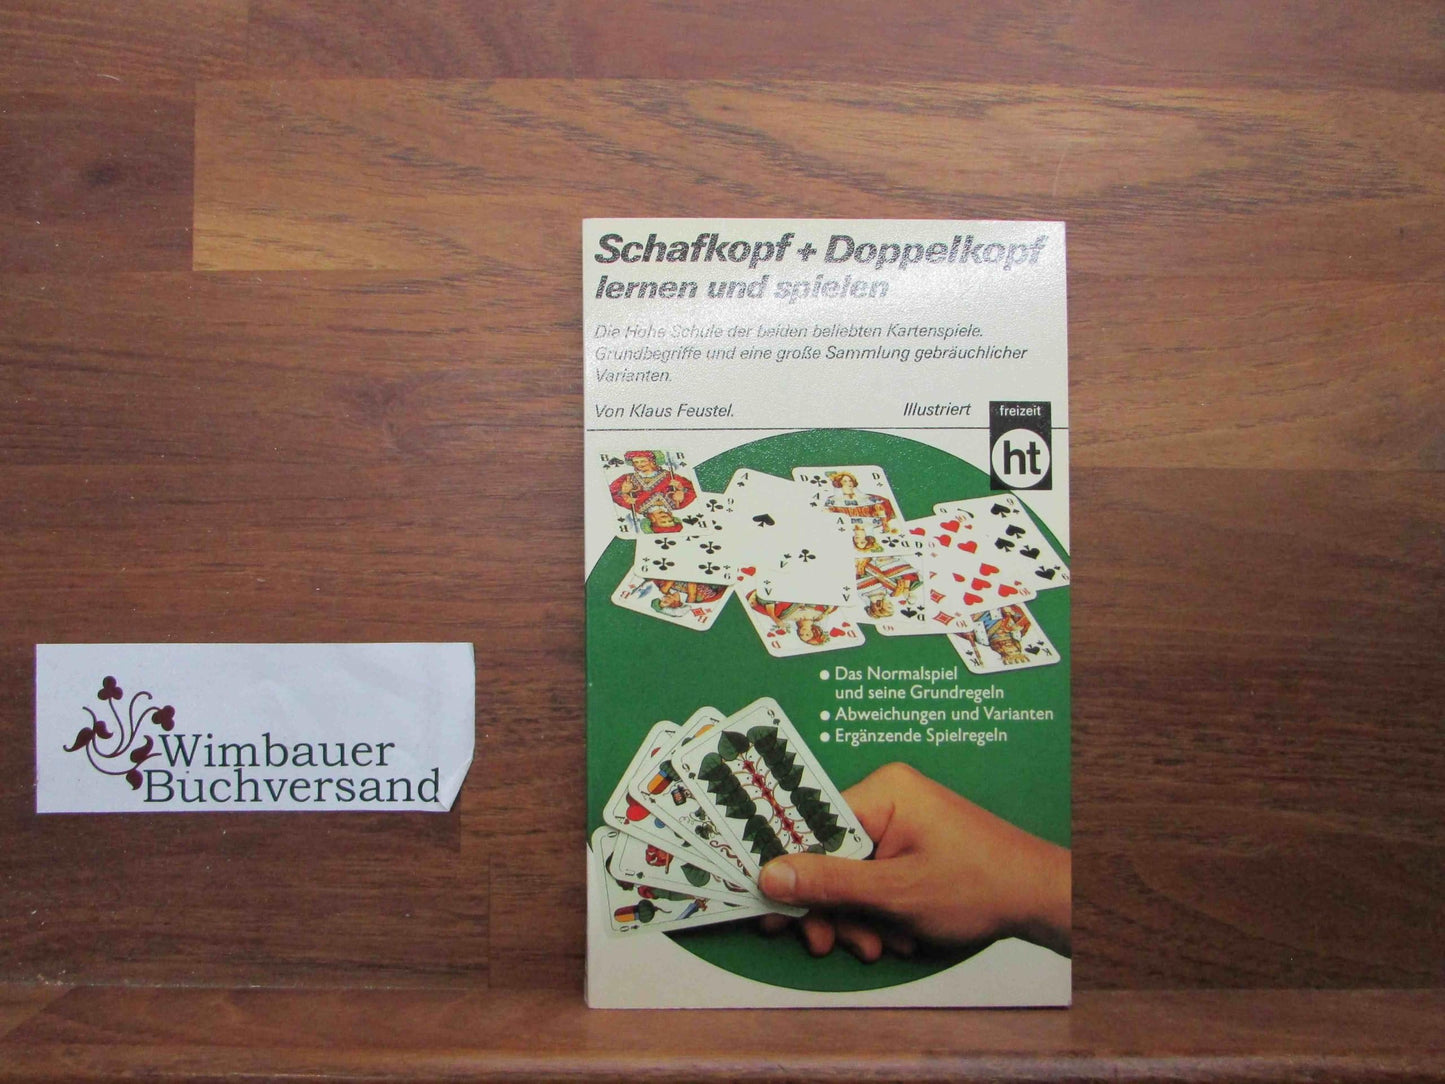 Schafkopf + Doppelkopf
lernen und spielen
Die Hohe Schule der beiden beliebten Kartenspiele.
Grundbegriffe und eine große Sammlung gebräuchlicher
Varianten.
Von Klaus Feustel.
Illustriert
freizeit
ht
• Das Normalspiel
und seine Grundregeln
• Abweichungen und Varianten
• Ergänzende Spielregeln
Wimbauer
Buchversand